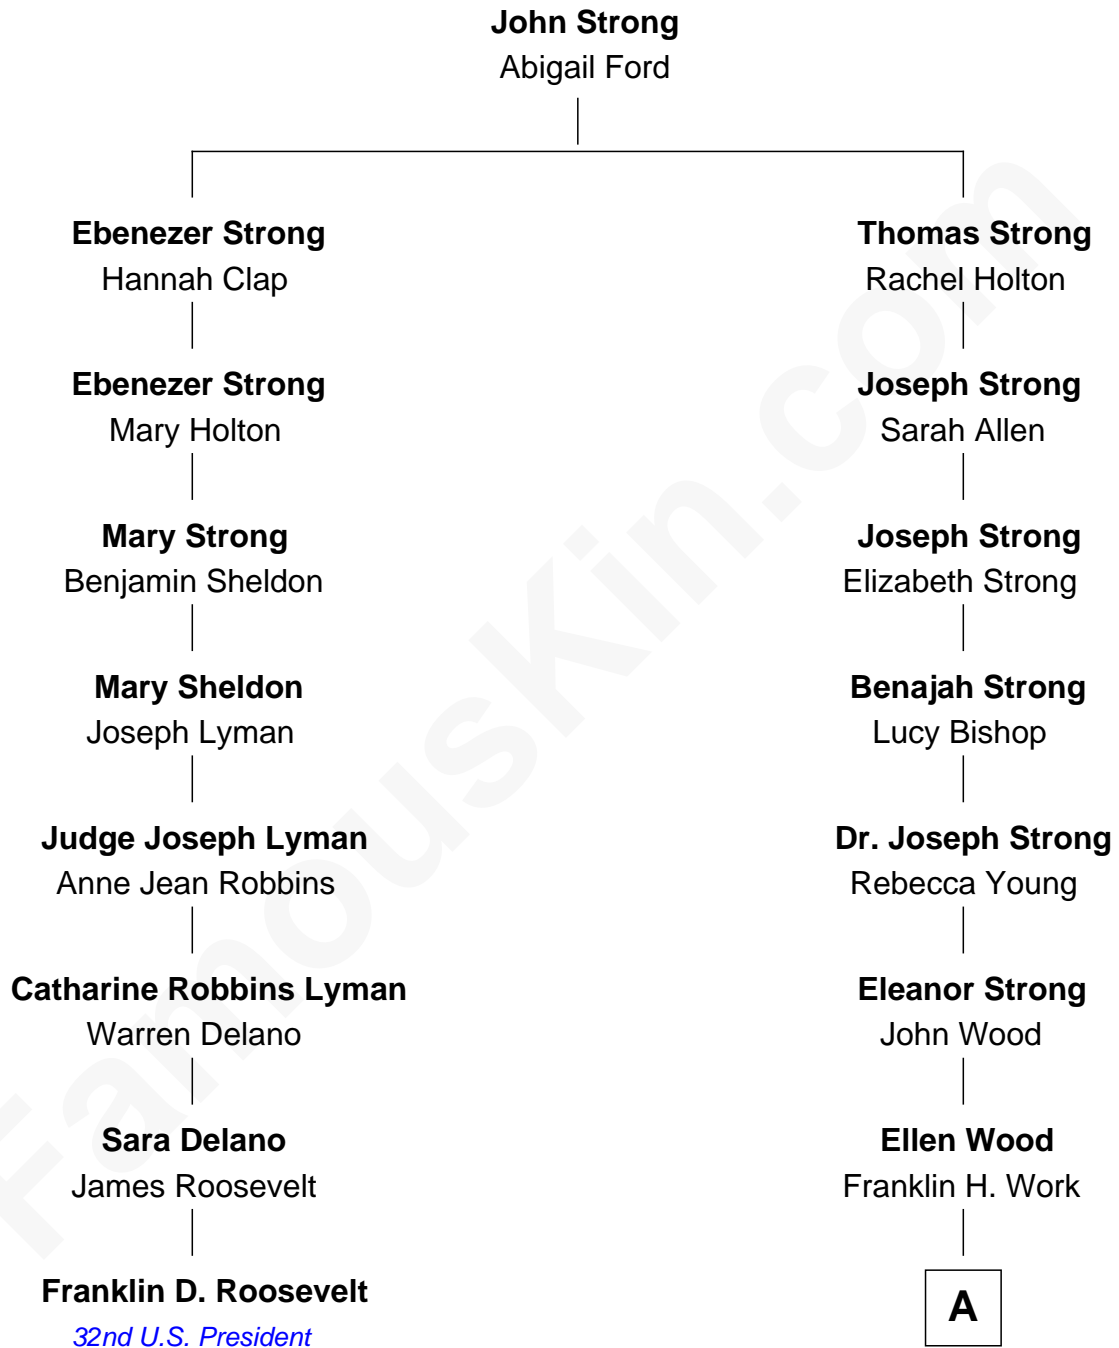 John Strong
Abigail Ford
Ebenezer Strong
Hannah Clap
Thomas Strong
Rachel Holton
Ebenezer Strong
Mary Holton
Joseph Strong
Sarah Allen
Mary Strong
Benjamin Sheldon
Joseph Strong
Elizabeth Strong
Mary Sheldon
Joseph Lyman
Benajah Strong
Lucy Bishop
Judge Joseph Lyman
Anne Jean Robbins
Dr. Joseph Strong
Rebecca Young
Catharine Robbins Lyman
Warren Delano
Eleanor Strong
John Wood
Sara Delano
James Roosevelt
Ellen Wood
Franklin H. Work
Franklin D. Roosevelt
32nd U.S. President
A
FamousKin.com